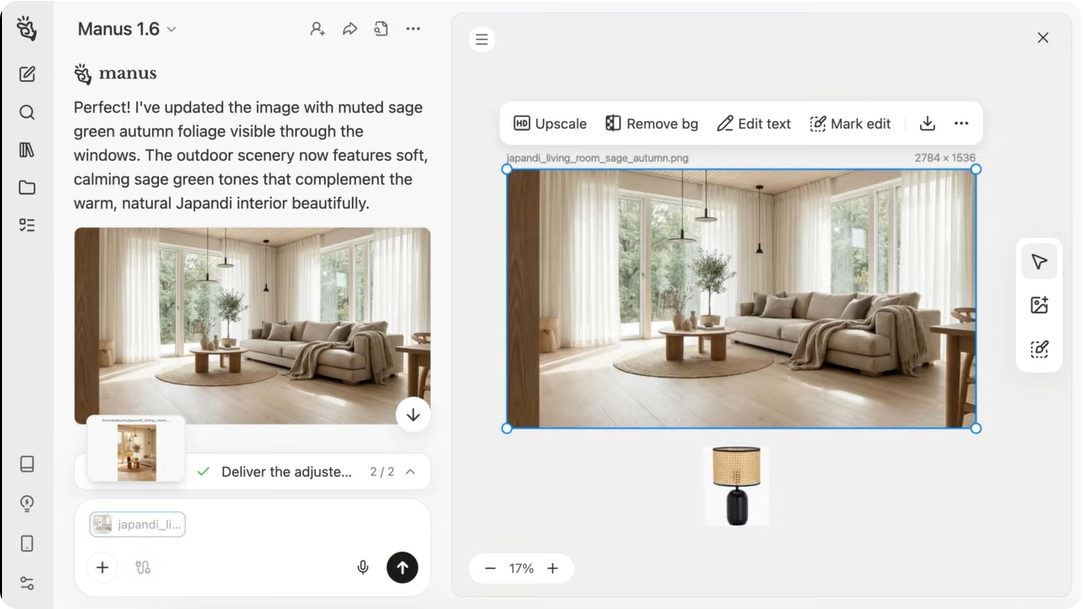 Manus 1.6
manus
Perfect! I've updated the image with muted sage
green autumn foliage visible through the
windows. The outdoor scenery now features soft,
calming sage green tones that complement the
warm, natural Japandi interior beautifully.
Deliver the adjuste... 2 / 2
japandi_li...
HD Upscale Remove bg Edit text Mark edit
japandi_living_room_sage_autumn.png 2784 × 1536
17%